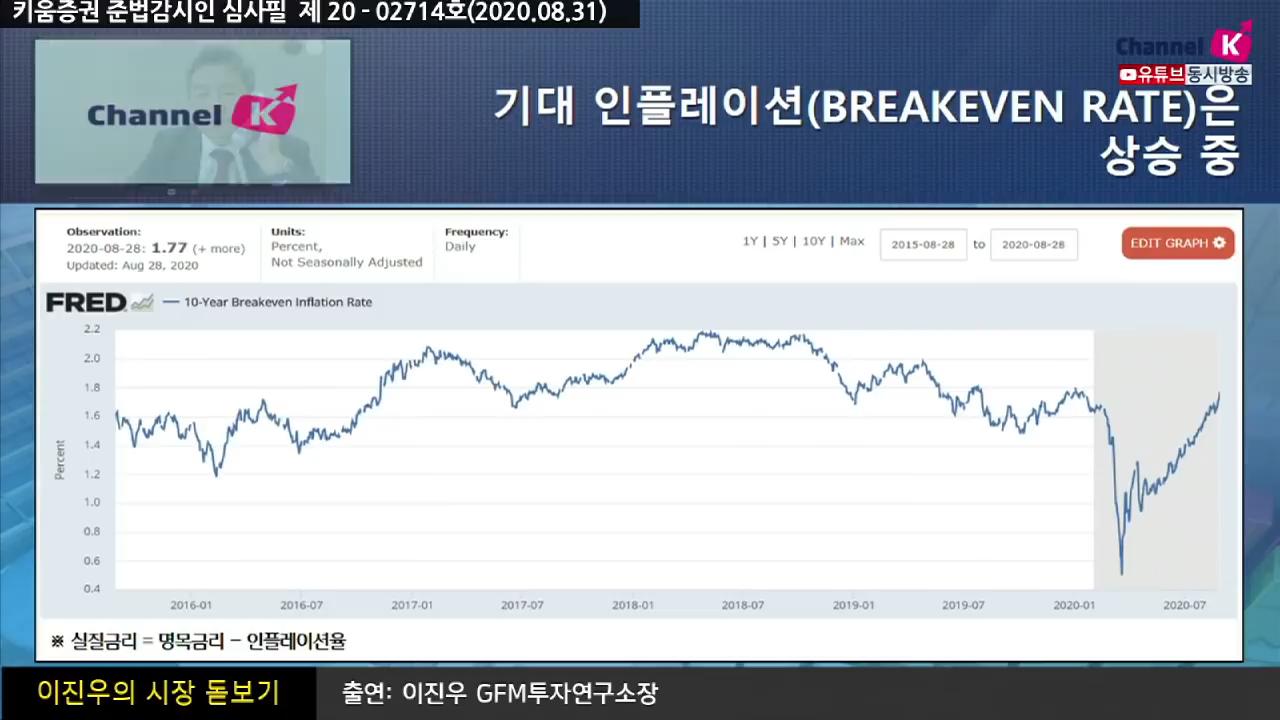 키움증권 준법감시인 심사필 제 20 - 02714호(2020.08.31)
Channel K
유튜브동시방송
Channel K
기대 인플레이션(BREAKEVEN RATE)은
상승 중
Observation:
2020-08-28: 1.77 (+ more)
Updated: Aug 28, 2020
Units:
Percent,
Not Seasonally Adjusted
Frequency:
Daily
1Y | 5Y | 10Y | Max
2015-08-28 to 2020-08-28
EDIT GRAPH
FRED 10-Year Breakeven Inflation Rate
Percent
2.2
2.0
1.8
1.6
1.4
1.2
1.0
0.8
0.6
0.4
2016-01 2016-07 2017-01 2017-07 2018-01 2018-07 2019-01 2019-07 2020-01 2020-07
※ 실질금리 = 명목금리 - 인플레이션율
이진우의 시장 돋보기
출연: 이진우 GFM투자연구소장